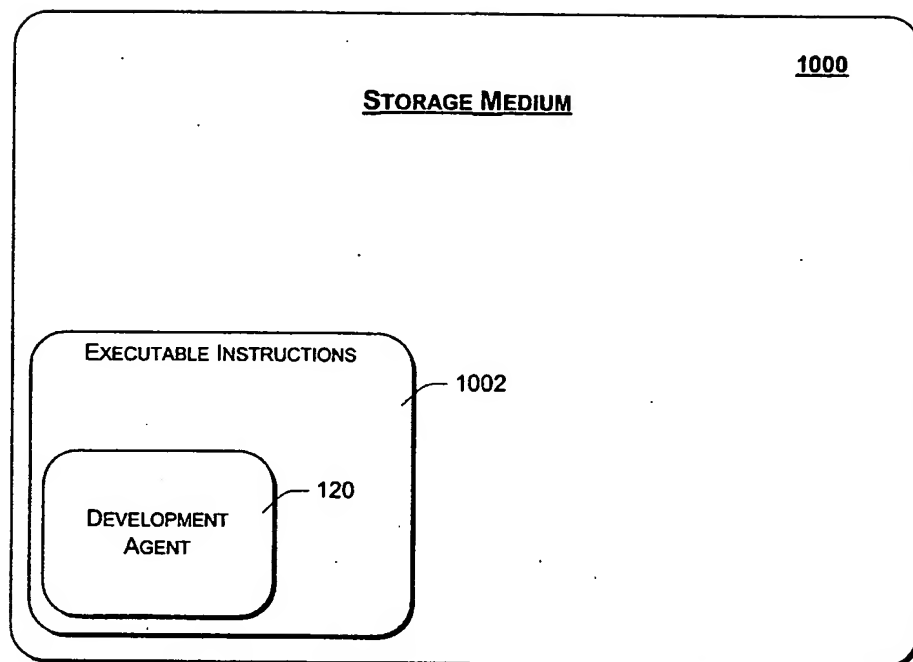 1000
STORAGE MEDIUM
EXECUTABLE INSTRUCTIONS
1002
120
DEVELOPMENT
AGENT